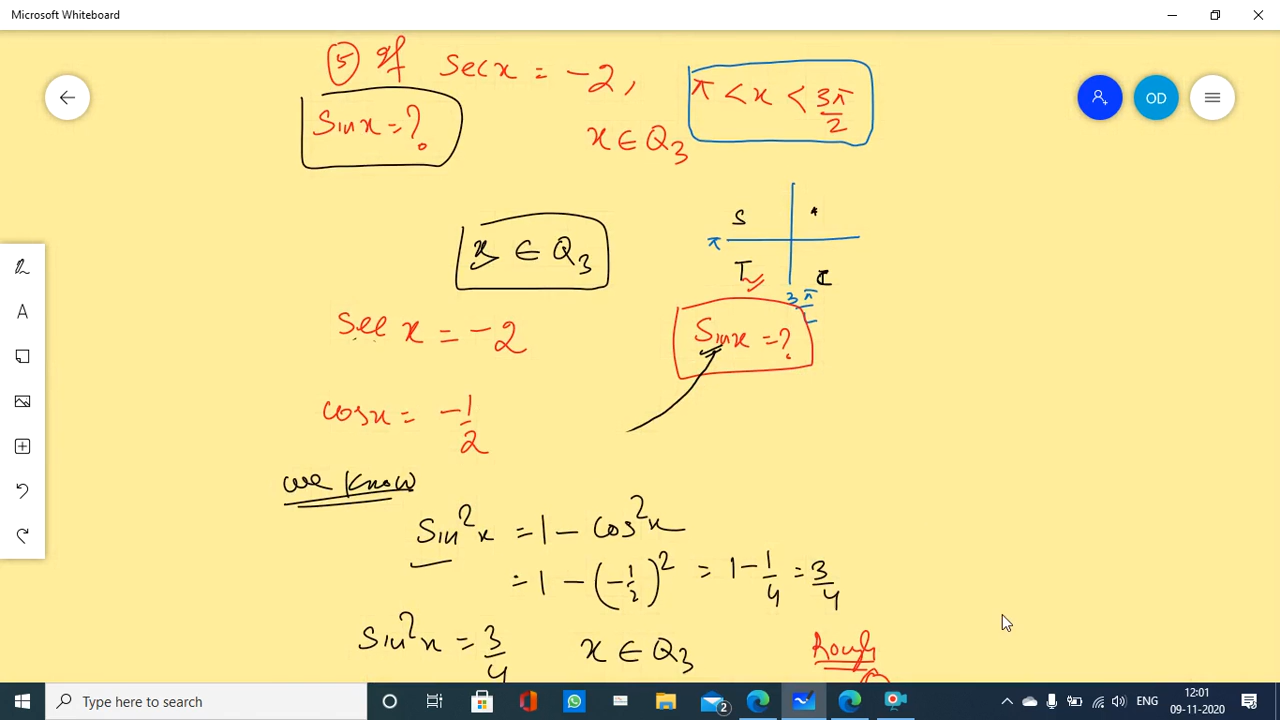 Microsoft Whiteboard
⑤ If sec x = -2, π < x < 3π/2
Sin x = ?
x ∈ Q₃
OD
x ∈ Q₃
S
π
T
C
3π/2
Sec x = -2
Sin x = ?
cos x = -1/2
we know
Sin²x = 1 - cos²x
= 1 - (-1/2)² = 1 - 1/4 = 3/4
Sin²x = 3/4 x ∈ Q₃
Rough
A
Type here to search
2
ENG
12:01
09-11-2020